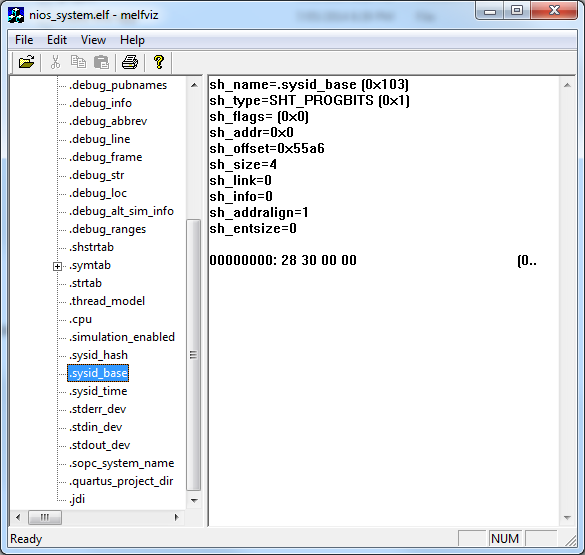 nios_system.elf - melfviz
File Edit View Help
.debug_pubnames
.debug_info
.debug_abbrev
.debug_line
.debug_frame
.debug_str
.debug_loc
.debug_alt_sim_info
.debug_ranges
.shstrtab
.symtab
.strtab
.thread_model
.cpu
.simulation_enabled
.sysid_hash
.sysid_base
.sysid_time
.stderr_dev
.stdin_dev
.stdout_dev
.sopc_system_name
.quartus_project_dir
.jdi
sh_name=.sysid_base (0x103)
sh_type=SHT_PROGBITS (0x1)
sh_flags= (0x0)
sh_addr=0x0
sh_offset=0x55a6
sh_size=4
sh_link=0
sh_info=0
sh_addralign=1
sh_entsize=0
00000000: 28 30 00 00 (0..
Ready NUM